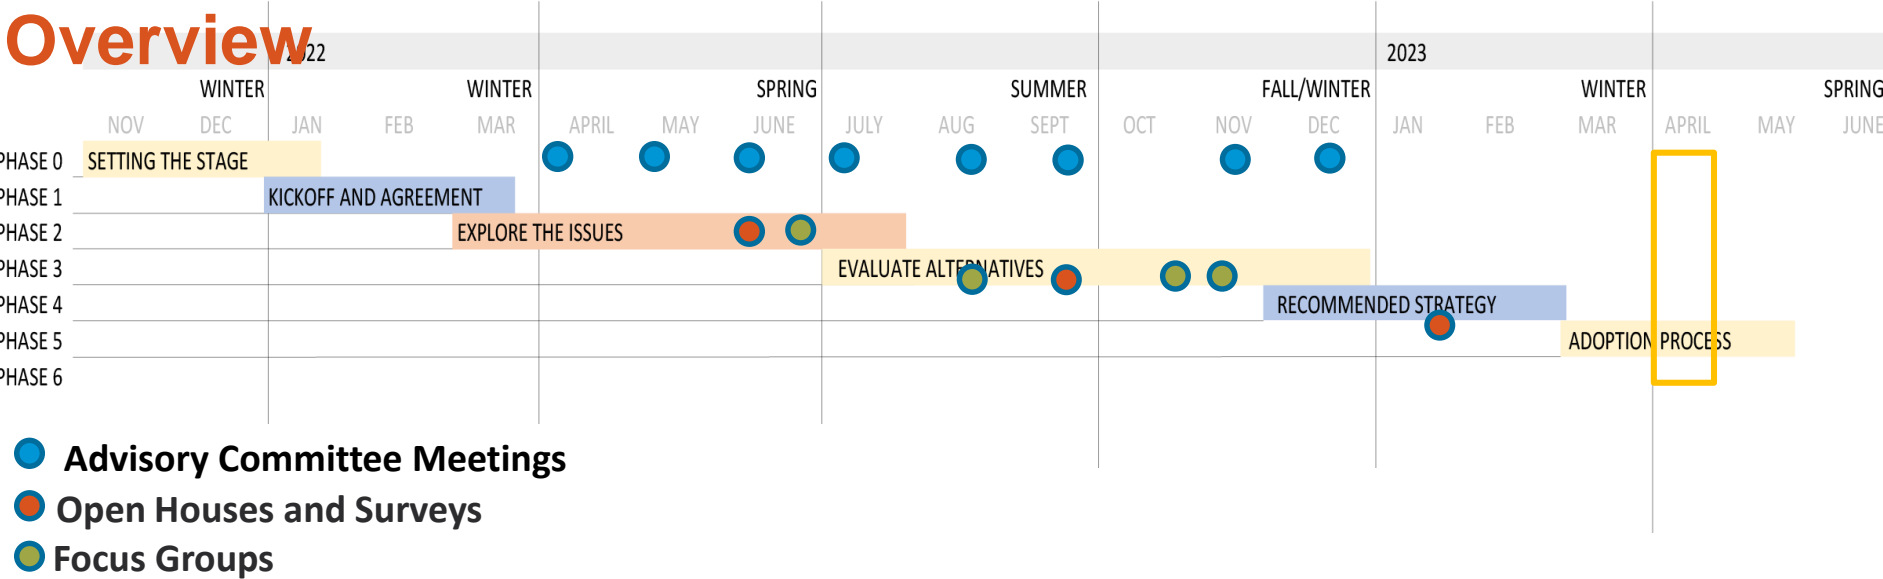 Overview
2022 2023
WINTER WINTER SPRING SUMMER FALL/WINTER WINTER SPRING
NOV DEC JAN FEB MAR APRIL MAY JUNE JULY AUG SEPT OCT NOV DEC JAN FEB MAR APRIL MAY JUNE
PHASE 0 SETTING THE STAGE
PHASE 1 KICKOFF AND AGREEMENT
PHASE 2 EXPLORE THE ISSUES
PHASE 3 EVALUATE ALTERNATIVES
PHASE 4 RECOMMENDED STRATEGY
PHASE 5 ADOPTION PROCESS
PHASE 6
Advisory Committee Meetings
Open Houses and Surveys
Focus Groups